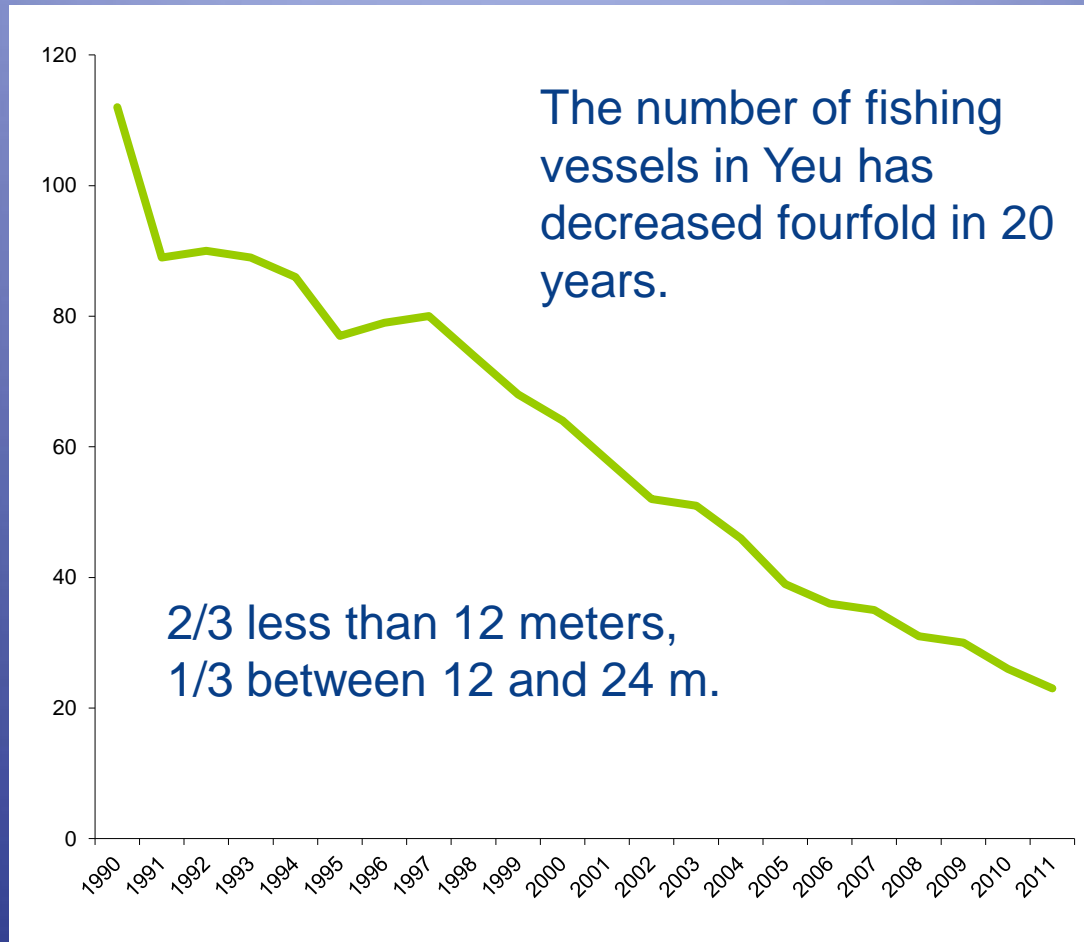 120
100
80
60
40
20
0
The number of fishing
vessels in Yeu has
decreased fourfold in 20
years.
2/3 less than 12 meters,
1/3 between 12 and 24 m.
1990 1991 1992 1993 1994 1995 1996 1997 1998 1999 2000 2001 2002 2003 2004 2005 2006 2007 2008 2009 2010 2011